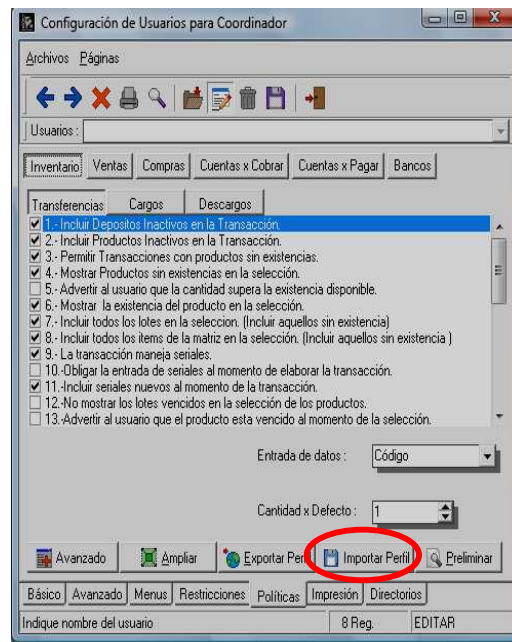 Configuración de Usuarios para Coordinador
Archivos Páginas
Usuarios :
Inventario Ventas Compras Cuentas x Cobrar Cuentas x Pagar Bancos
Transferencias Cargos Descargos
1.- Incluir Depositos Inactivos en la Transacción.
2.- Incluir Productos Inactivos en la Transacción.
3.- Permitir Transacciones con productos sin existencias.
4.- Mostrar Productos sin existencias en la selección.
5.- Advertir al usuario que la cantidad supera la existencia disponible.
6.- Mostrar la existencia del producto en la selección.
7.- Incluir todos los lotes en la seleccion. (Incluir aquellos sin existencia)
8.- Incluir todos los items de la matriz en la selección. (Incluir aquellos sin existencia )
9.- La transacción maneja seriales.
10.-Obligar la entrada de seriales al momento de elaborar la transacción.
11.-Incluir seriales nuevos al momento de la transacción.
12.-No mostrar los lotes vencidos en la selección de los productos.
13.-Advertir al usuario que el producto esta vencido al momento de la selección.
Entrada de datos : Código
Cantidad x Defecto : 1
Avanzado Ampliar Exportar Per Importar Perfil Preliminar
Básico Avanzado Menus Restricciones Políticas Impresión Directorios
Indique nombre del usuario 8 Reg. EDITAR